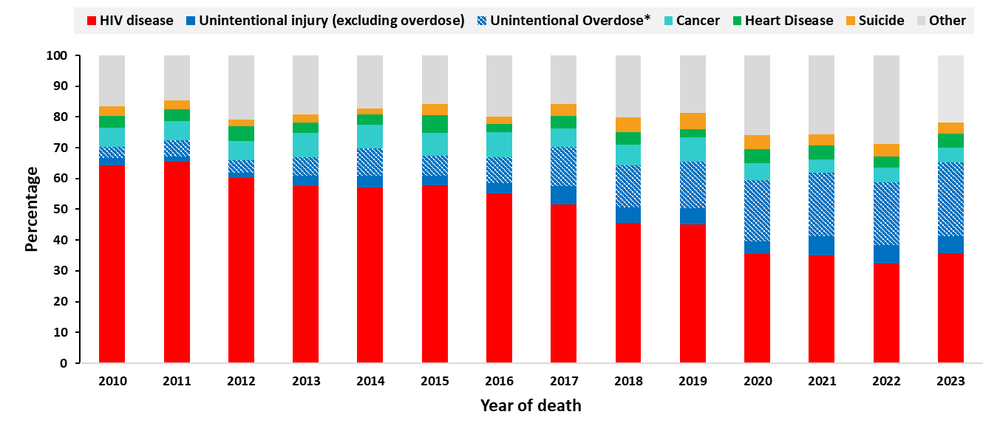 HIV disease Unintentional injury (excluding overdose) Unintentional Overdose* Cancer Heart Disease Suicide Other
Percentage
100
90
80
70
60
50
40
30
20
10
0
2010 2011 2012 2013 2014 2015 2016 2017 2018 2019 2020 2021 2022 2023
Year of death